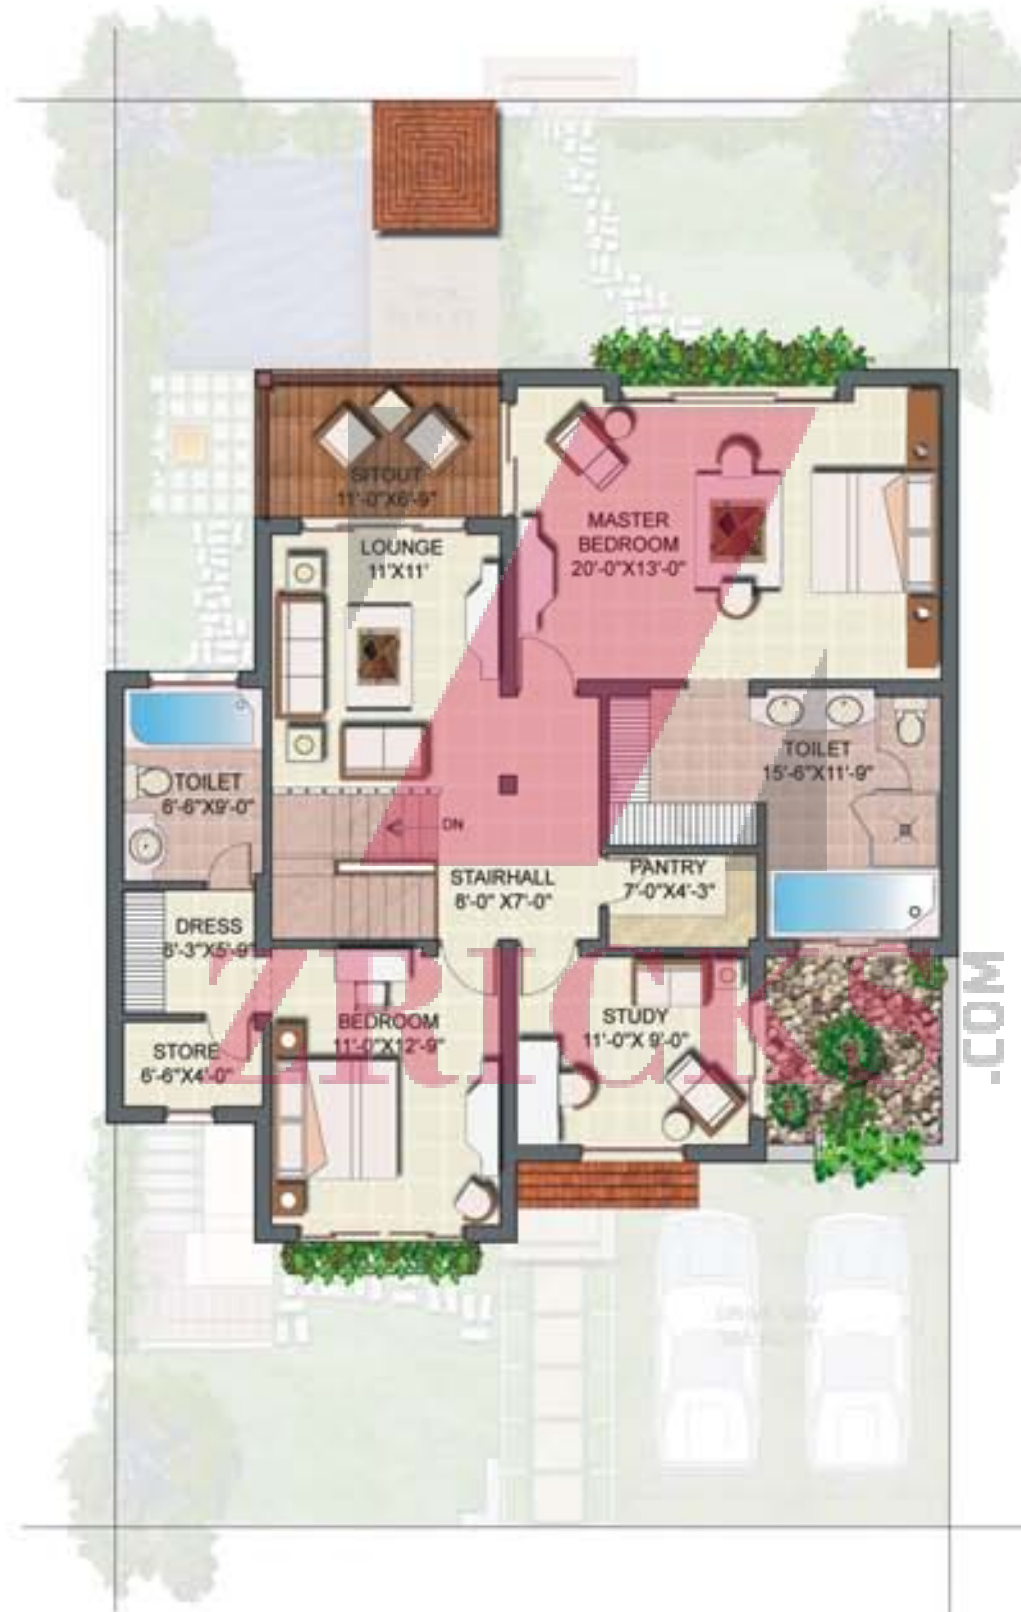 SITOUT
11'-0"X6'-9"
MASTER
BEDROOM
20'-0"X13'-0"
LOUNGE
11'X11'
TOILET
6'-6"X9'-0"
TOILET
15'-6"X11'-9"
DN
STAIRHALL
8'-0" X7'-0"
PANTRY
7'-0"X4'-3"
DRESS
6'-3"X5'-9"
BEDROOM
11'-0"X12'-9"
STUDY
11'-0"X 9'-0"
STORE
6'-6"X4'-0"
ZRICKS
.COM